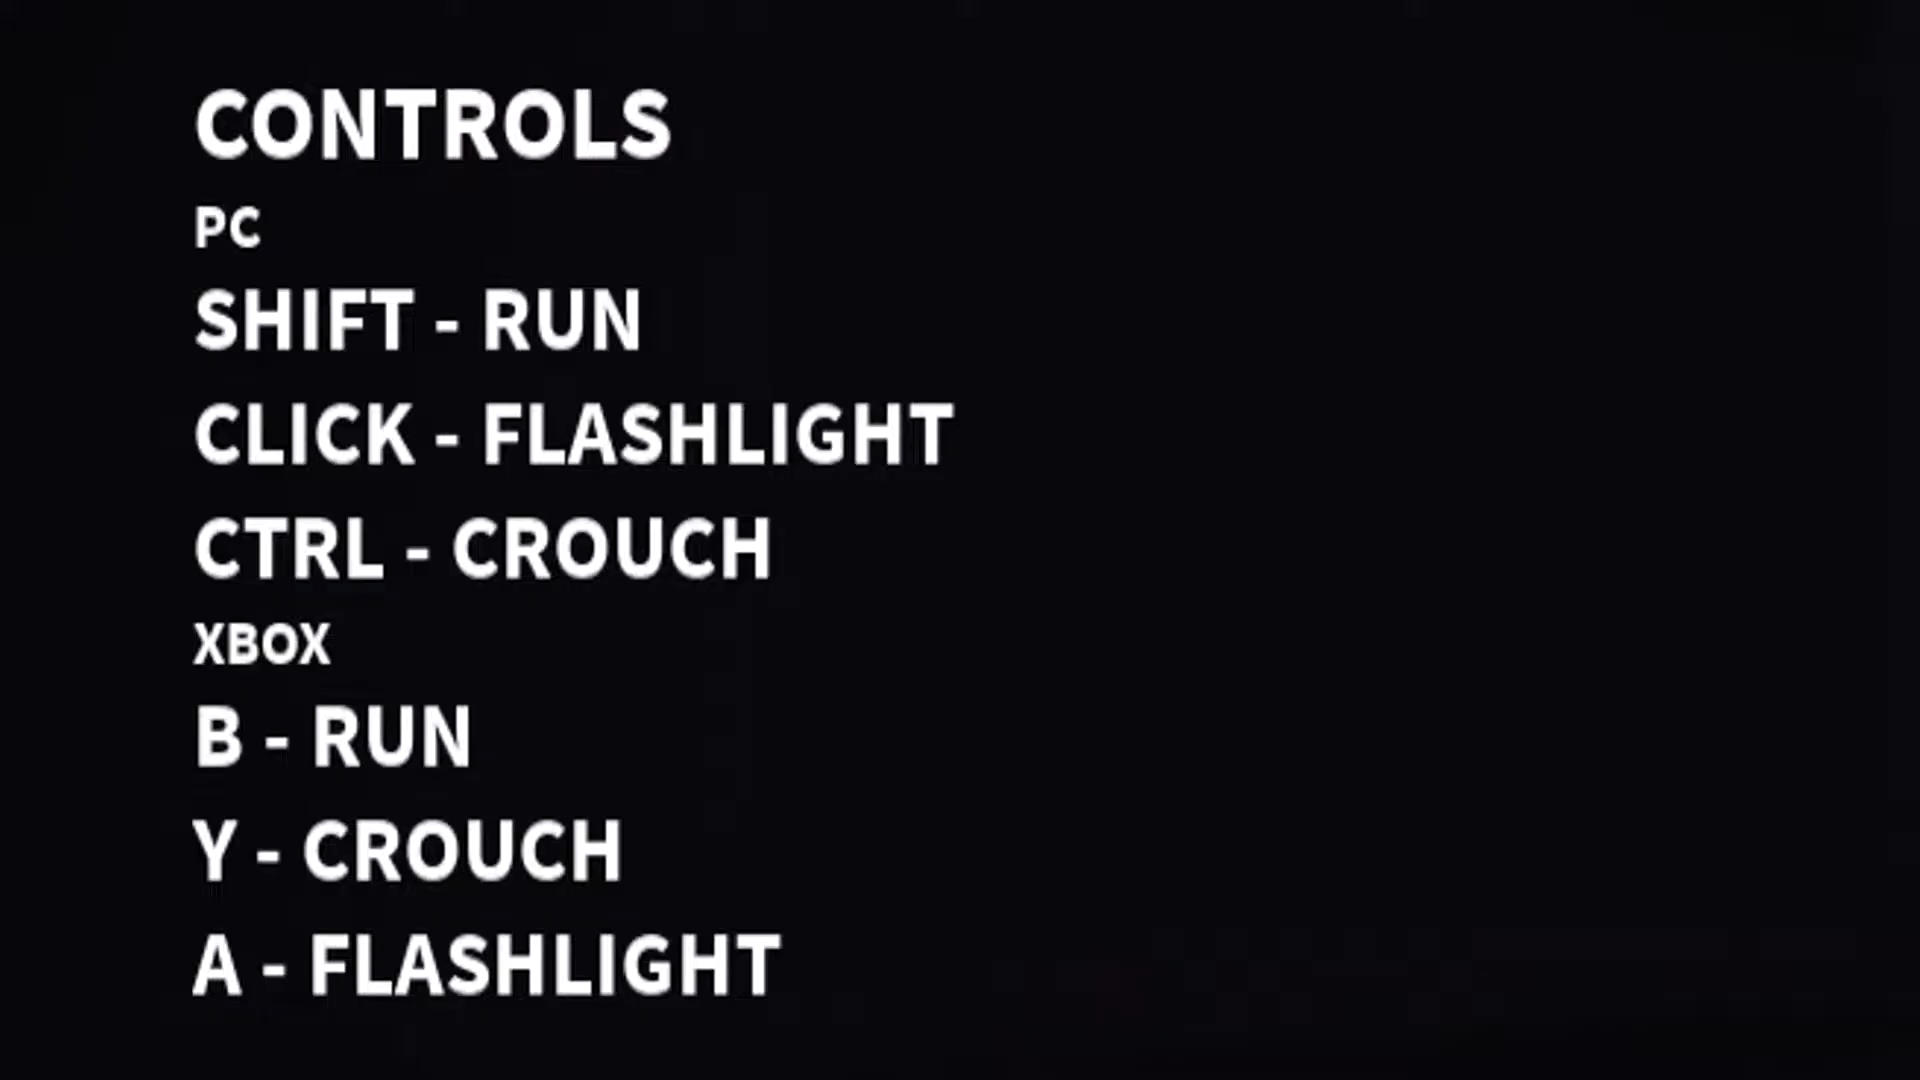 CONTROLS
PC
SHIFT - RUN
CLICK - FLASHLIGHT
CTRL - CROUCH
XBOX
B - RUN
Y - CROUCH
A - FLASHLIGHT